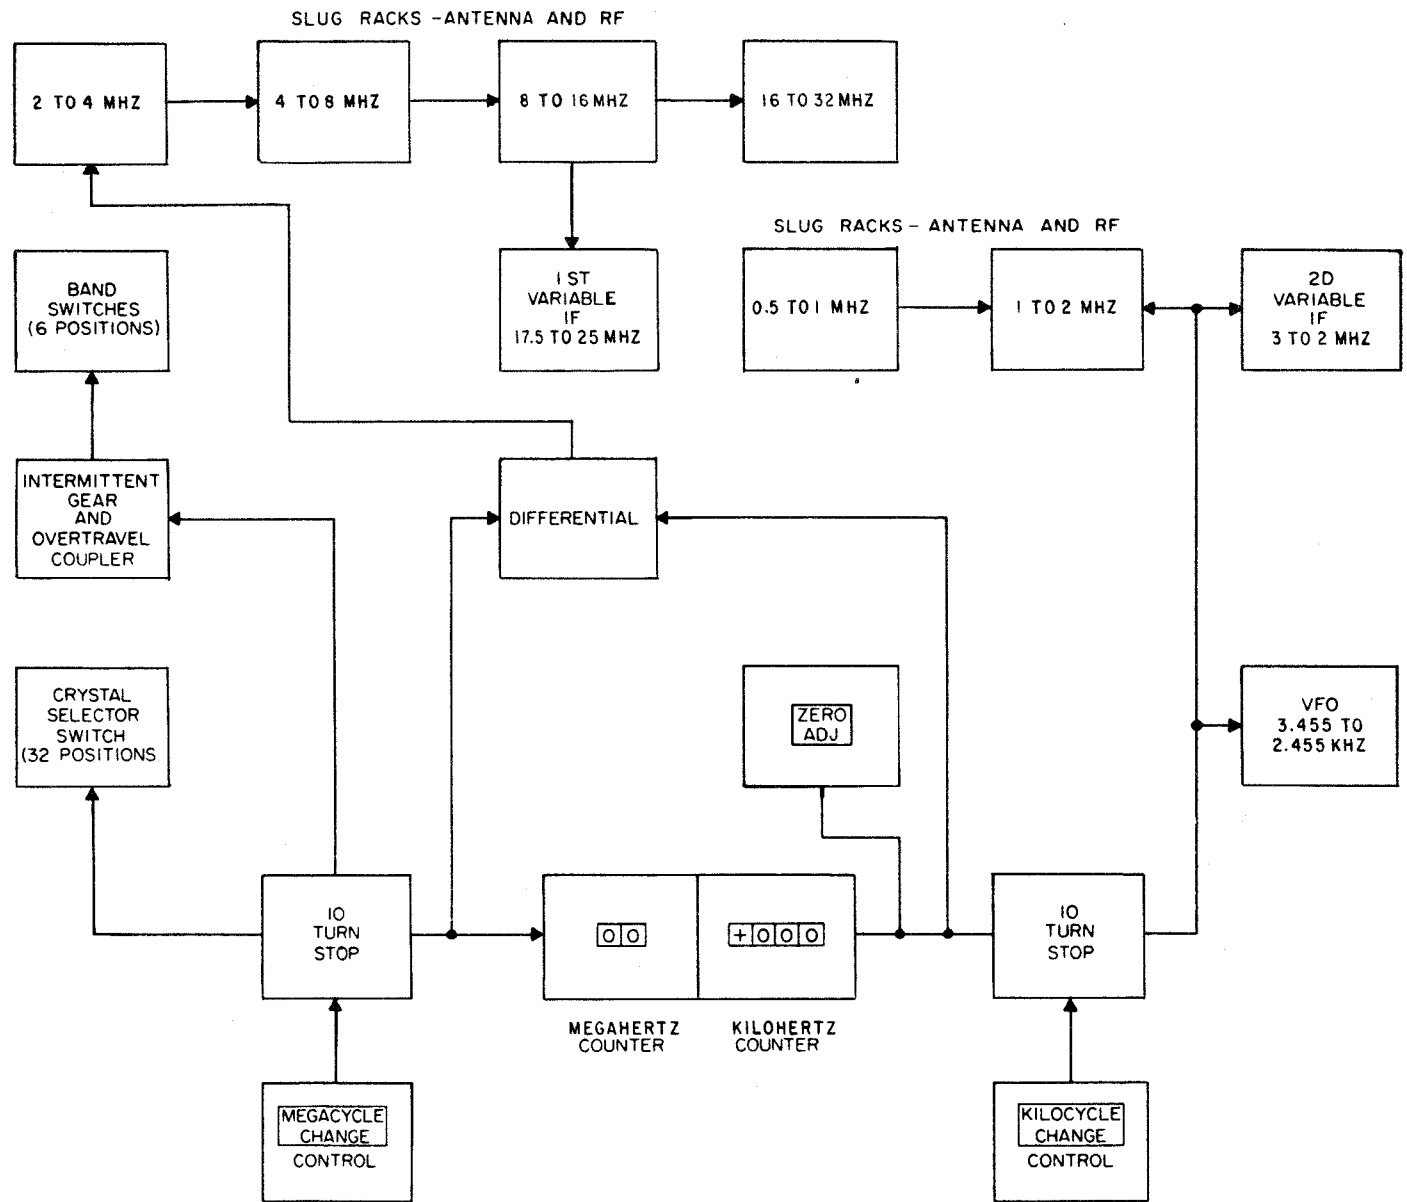 SLUG RACKS - ANTENNA AND RF
2 TO 4 MHZ
4 TO 8 MHZ
8 TO 16 MHZ
16 TO 32 MHZ
SLUG RACKS - ANTENNA AND RF
BAND
SWITCHES
(6 POSITIONS)
1 ST
VARIABLE
IF
17.5 TO 25 MHZ
0.5 TO 1 MHZ
1 TO 2 MHZ
2D
VARIABLE
IF
3 TO 2 MHZ
INTERMITTENT
GEAR
AND
OVERTRAVEL
COUPLER
DIFFERENTIAL
CRYSTAL
SELECTOR
SWITCH
(32 POSITIONS
ZERO
ADJ
VFO
3.455 TO
2.455 KHZ
10
TURN
STOP
00
+000
10
TURN
STOP
MEGAHERTZ
COUNTER
KILOHERTZ
COUNTER
MEGACYCLE
CHANGE
CONTROL
KILOCYCLE
CHANGE
CONTROL